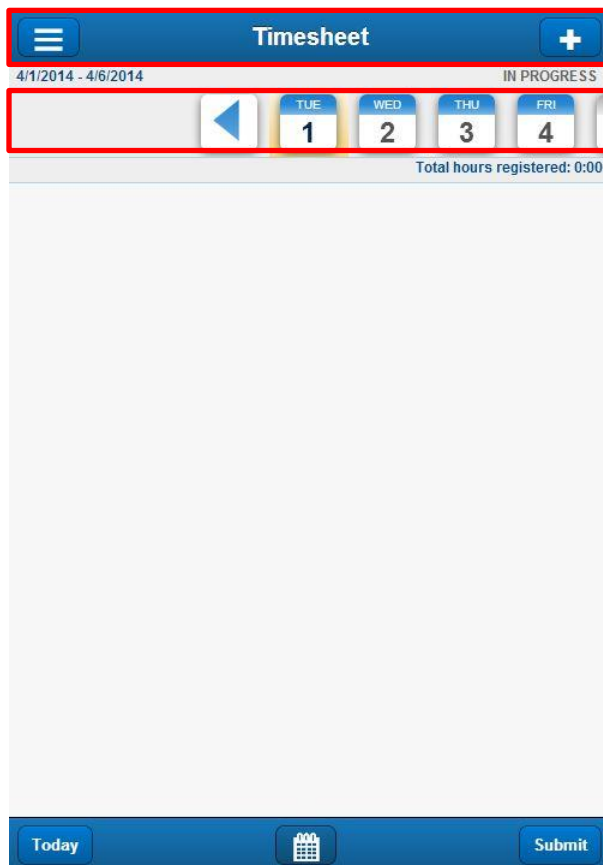 Timesheet
4/1/2014 - 4/6/2014 IN PROGRESS
TUE WED THU FRI
1 2 3 4
Total hours registered: 0:00
Today Submit